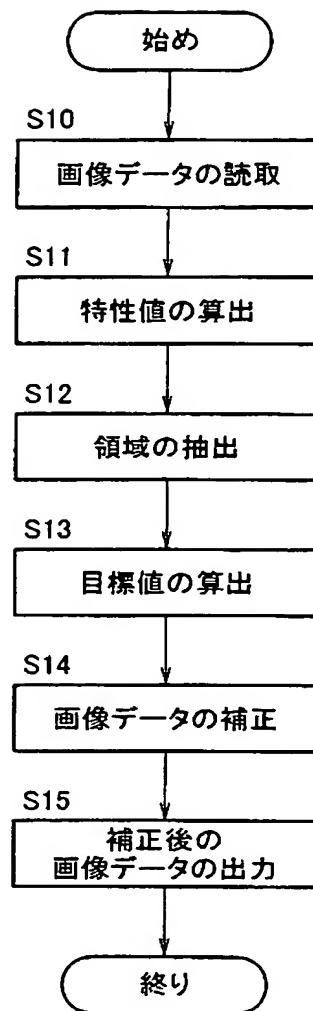 始め
S10
画像データの読取
S11
特性値の算出
S12
領域の抽出
S13
目標値の算出
S14
画像データの補正
S15
補正後の
画像データの出力
終り